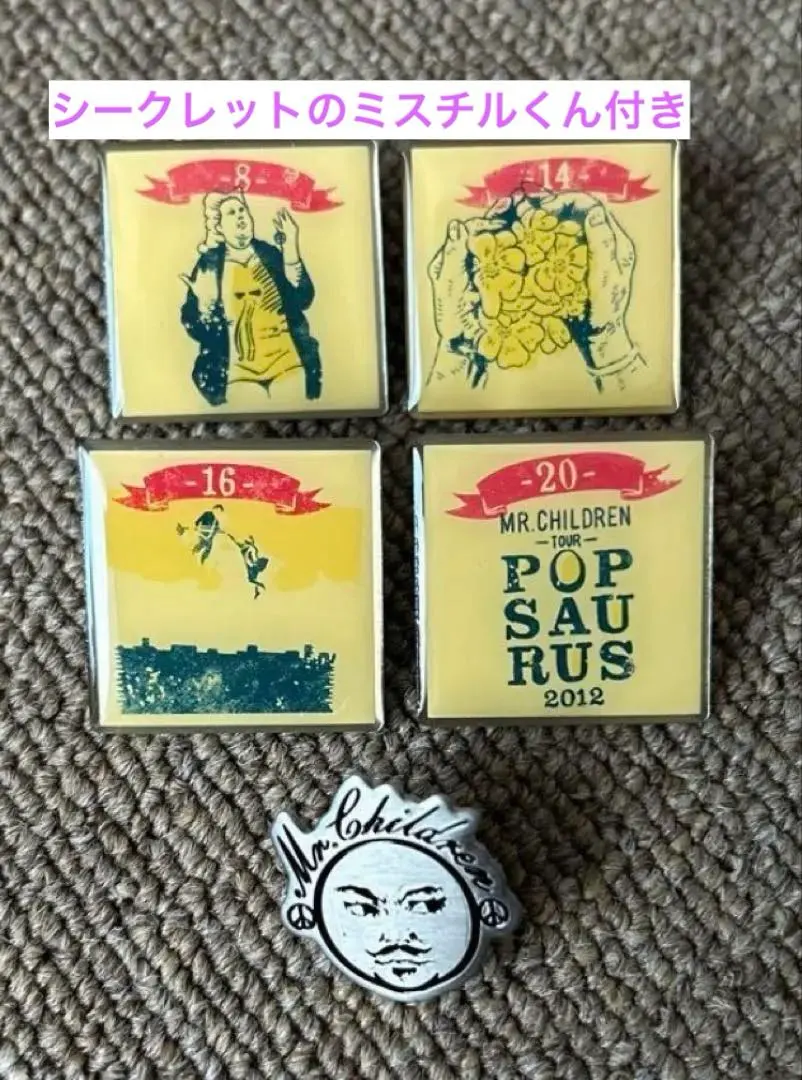 シークレットのミスチルくん付き
-8-
-14-
-16-
-20-
MR.CHILDREN
-TOUR-
POP
SAU
RUS
2012
Mr.Children